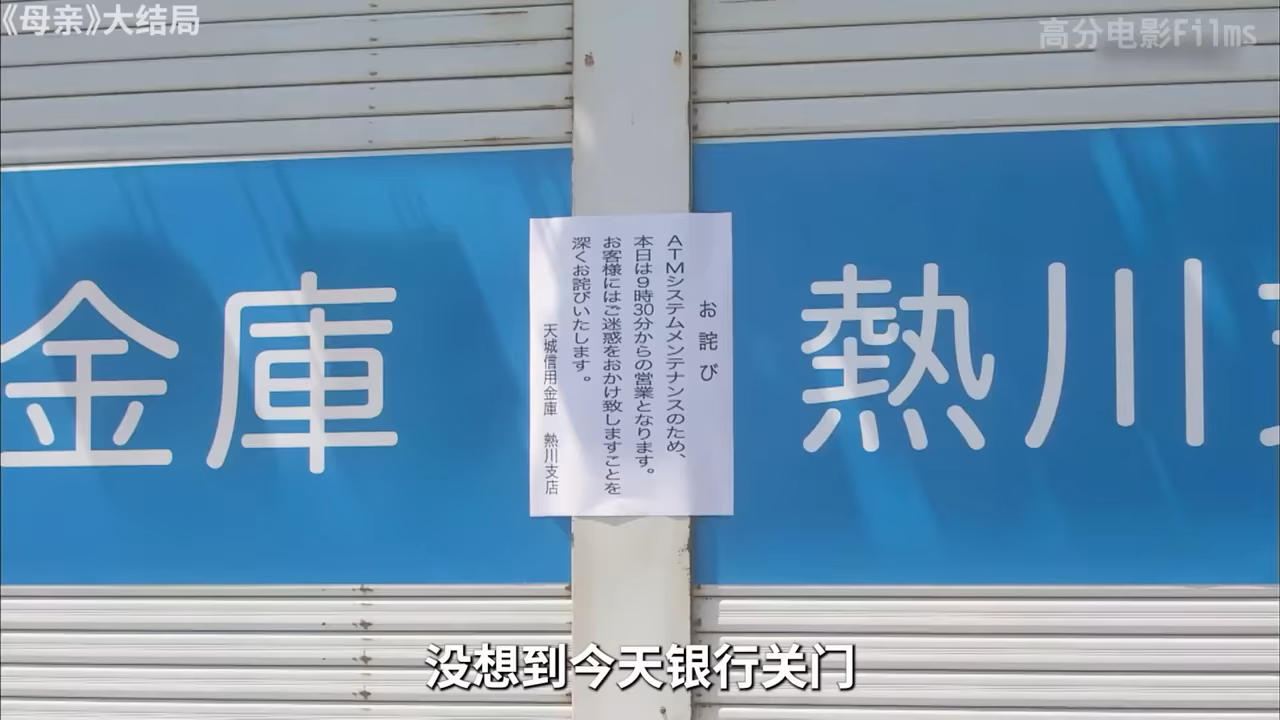 《母亲》大结局
高分电影Films
金庫
熱川
お詫び
ATMシステムメンテナンスのため、
本日は9時30分からの営業となります。
お客様にはご迷惑をおかけ致しますことを
深くお詫びいたします。
天城信用金庫 熱川支店
没想到今天银行关门